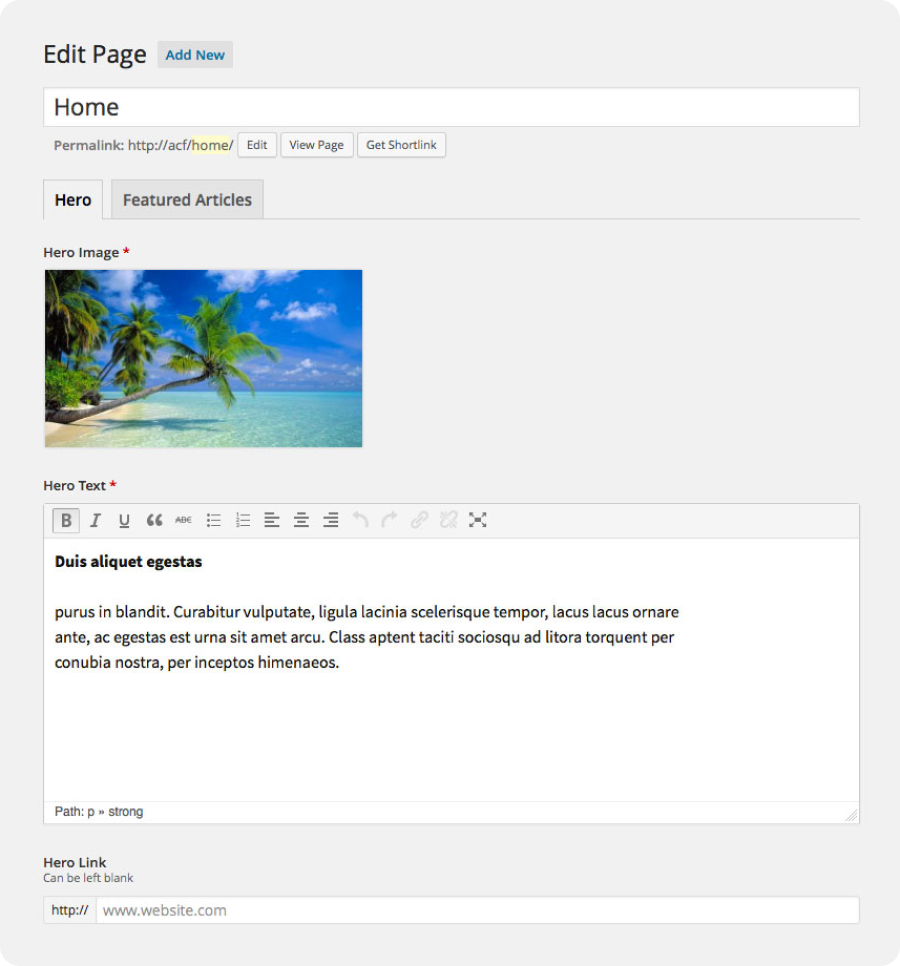 Edit Page Add New
Home
Permalink: http://acf/home/ Edit View Page Get Shortlink
Hero Featured Articles
Hero Image *
Hero Text *
B I U ABC
Duis aliquet egestas
purus in blandit. Curabitur vulputate, ligula lacinia scelerisque tempor, lacus lacus ornare
ante, ac egestas est urna sit amet arcu. Class aptent taciti sociosqu ad litora torquent per
conubia nostra, per inceptos himenaeos.
Path: p » strong
Hero Link
Can be left blank
http:// www.website.com